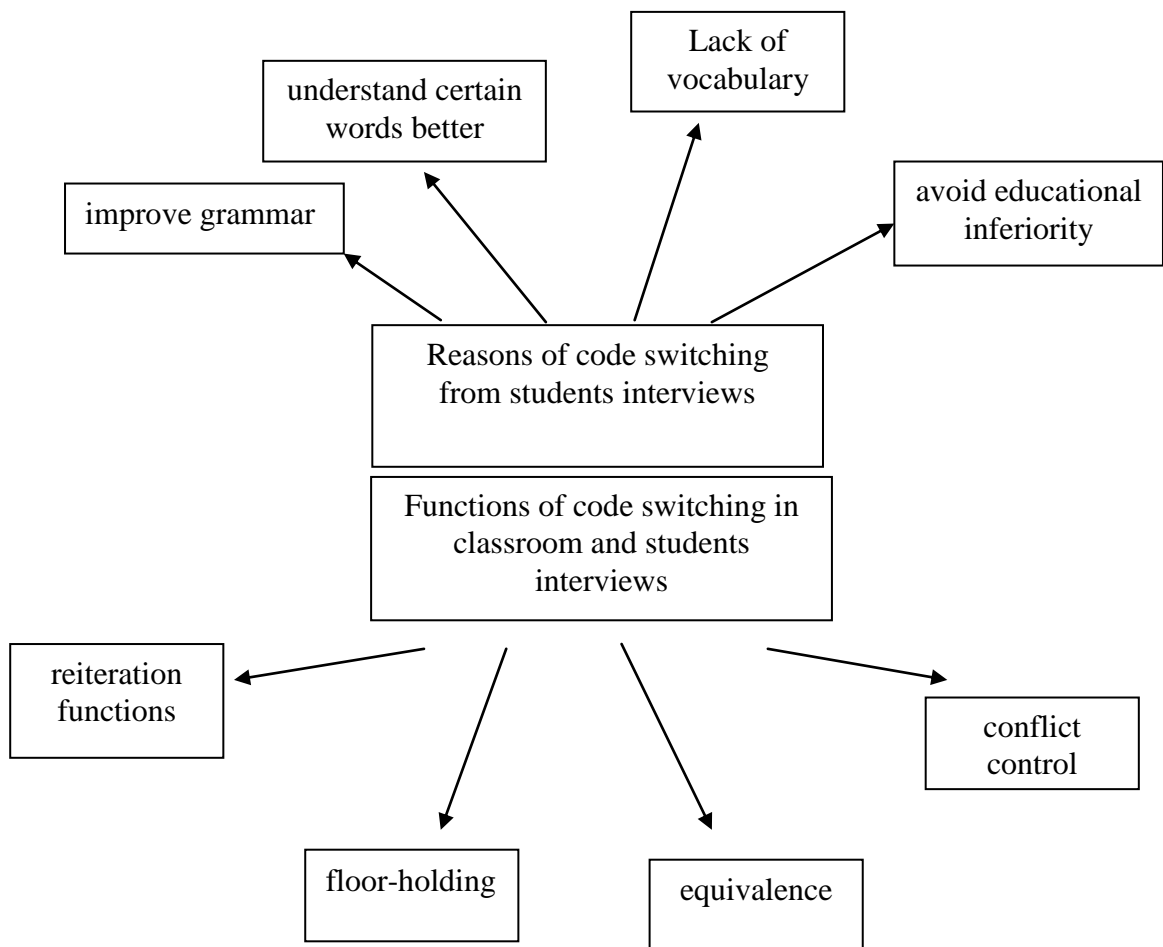 Lack of
vocabulary
understand certain
words better
avoid educational
inferiority
improve grammar
Reasons of code switching
from students interviews
Functions of code switching in
classroom and students
interviews
reiteration
functions
conflict
control
floor-holding
equivalence